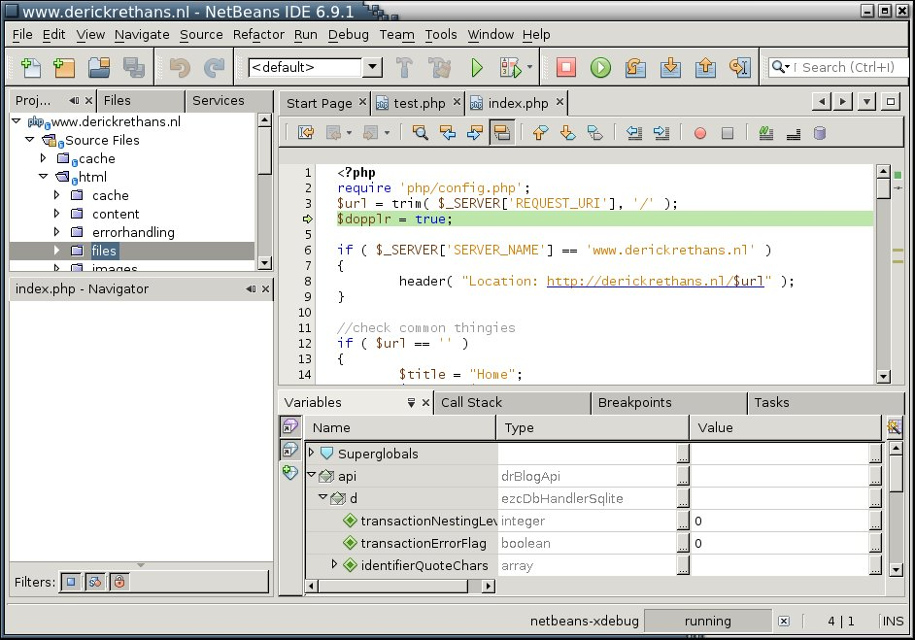 www.derickrethans.nl - NetBeans IDE 6.9.1
File Edit View Navigate Source Refactor Run Debug Team Tools Window Help
<default>
Search (Ctrl+I)
Proj... Files Services
www.derickrethans.nl
Source Files
cache
html
cache
content
errorhandling
files
images
index.php - Navigator
Filters:
Start Page test.php index.php
1 <?php
2 require 'php/config.php';
3 $url = trim( $_SERVER['REQUEST_URI'], '/' );
$dopplr = true;
5
6 if ( $_SERVER['SERVER_NAME'] == 'www.derickrethans.nl' )
7 {
8 header( "Location: http://derickrethans.nl/$url" );
9 }
10
11 //check common thingies
12 if ( $url == '' )
13 {
14 $title = "Home";
Variables Call Stack Breakpoints Tasks
Name Type Value
Superglobals ... ...
api drBlogApi ... ...
d ezcDbHandlerSqlite ... ...
transactionNestingLev integer ... 0 ...
transactionErrorFlag boolean ... 0 ...
identifierQuoteChars array ... ...
netbeans-xdebug running 4 | 1 INS